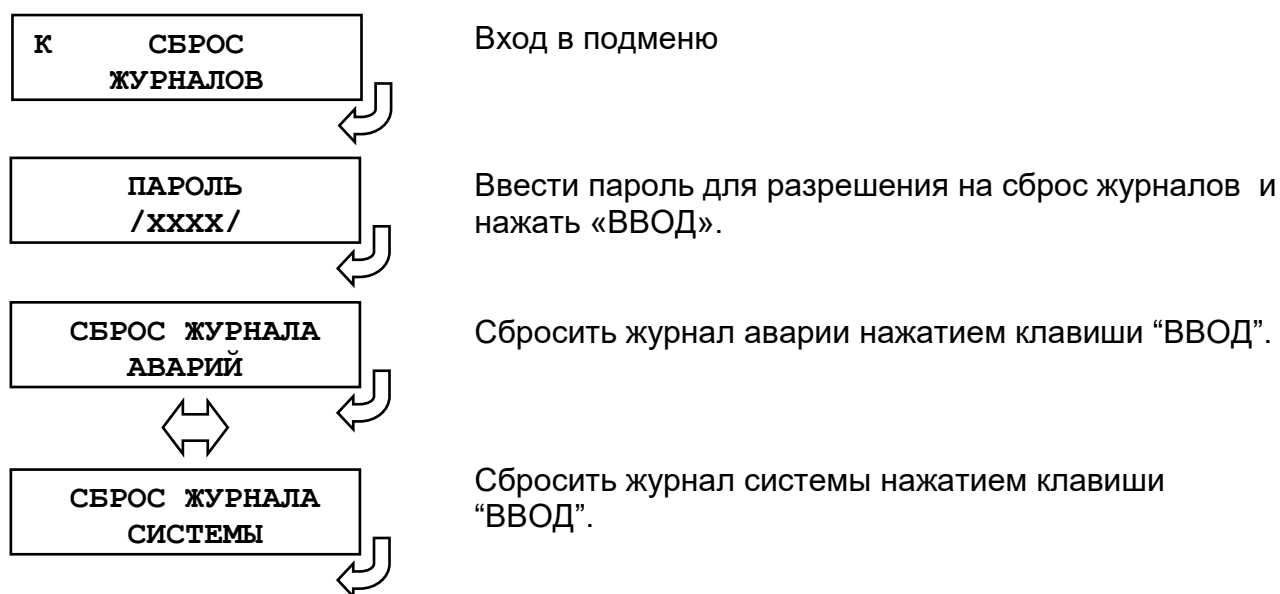 К СБРОС
ЖУРНАЛОВ
Вход в подменю
ПАРОЛЬ
/XXXX/
Ввести пароль для разрешения на сброс журналов и
нажать «ВВОД».
СБРОС ЖУРНАЛА
АВАРИЙ
Сбросить журнал аварии нажатием клавиши “ВВОД”.
СБРОС ЖУРНАЛА
СИСТЕМЫ
Сбросить журнал системы нажатием клавиши
“ВВОД”.